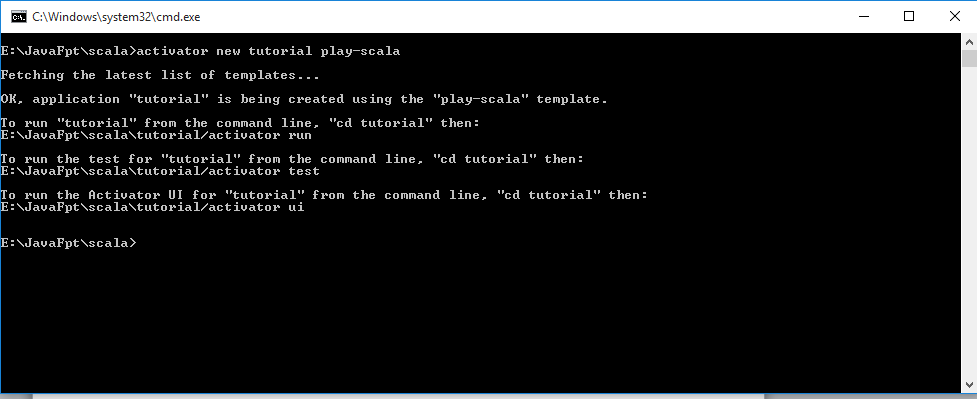 C:\Windows\system32\cmd.exe
E:\JavaFpt\scala>activator new tutorial play-scala
Fetching the latest list of templates...
OK, application "tutorial" is being created using the "play-scala" template.
To run "tutorial" from the command line, "cd tutorial" then:
E:\JavaFpt\scala\tutorial/activator run
To run the test for "tutorial" from the command line, "cd tutorial" then:
E:\JavaFpt\scala\tutorial/activator test
To run the Activator UI for "tutorial" from the command line, "cd tutorial" then:
E:\JavaFpt\scala\tutorial/activator ui
E:\JavaFpt\scala>